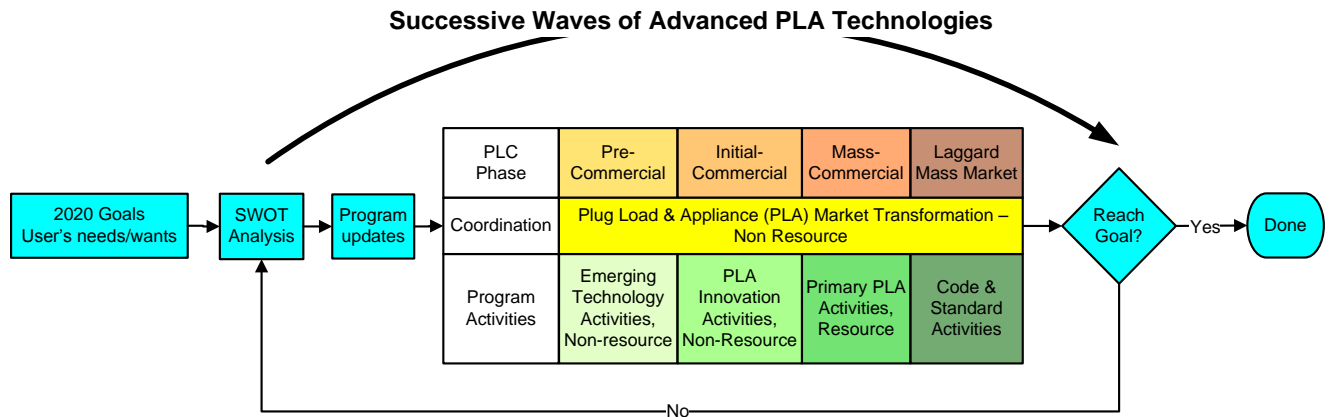 Successive Waves of Advanced PLA Technologies
2020 Goals
User's needs/wants
SWOT
Analysis
Program
updates
PLC
Phase
Pre-
Commercial
Initial-
Commercial
Mass-
Commercial
Laggard
Mass Market
Coordination
Plug Load & Appliance (PLA) Market Transformation –
Non Resource
Program
Activities
Emerging
Technology
Activities,
Non-resource
PLA
Innovation
Activities,
Non-Resource
Primary PLA
Activities,
Resource
Code &
Standard
Activities
Reach
Goal?
Yes
Done
No